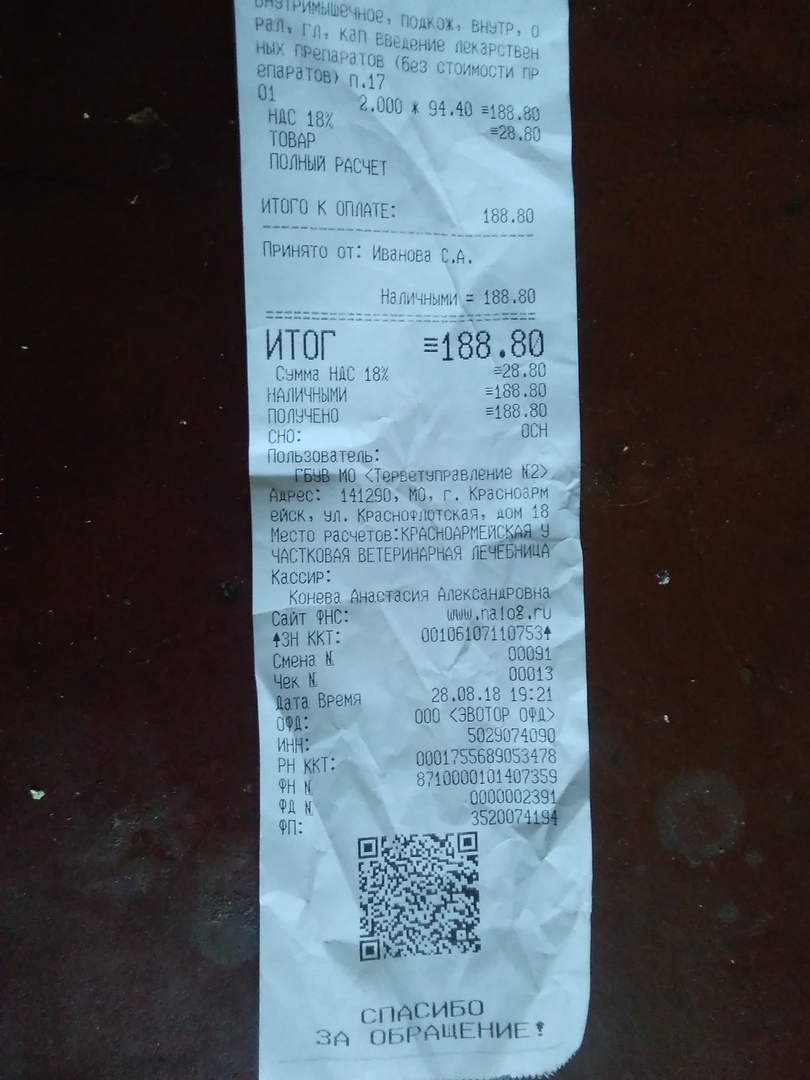 внутримышечное, подкож, внутр, о
рал, гл, кап введение лекарствен
ных препаратов (без стоимости пр
епаратов) п.17
01 2.000 * 94.40 =188.80
НДС 18% =28.80
ТОВАР
ПОЛНЫЙ РАСЧЕТ
ИТОГО К ОПЛАТЕ: 188.80
Принято от: Иванова С.А.
Наличными = 188.80
ИТОГ =188.80
Сумма НДС 18% =28.80
НАЛИЧНЫМИ =188.80
ПОЛУЧЕНО =188.80
СНО: ОСН
Пользователь:
ГБУВ МО <Терветуправление №2>
Адрес: 141290, МО, г. Красноарм
ейск, ул. Краснофлотская, дом 18
Место расчетов:КРАСНОАРМЕЙСКАЯ У
ЧАСТКОВАЯ ВЕТЕРИНАРНАЯ ЛЕЧЕБНИЦА
Кассир:
Конева Анастасия Александровна
Сайт ФНС: www.nalog.ru
ЗН ККТ: 00106107110753
Смена № 00091
Чек № 00013
Дата Время 28.08.18 19:21
ОФД: ООО <ЭВОТОР ОФД>
ИНН: 5029074090
РН ККТ: 0001755689053478
ФН № 8710000101407359
ФД № 0000002391
ФП: 3520074194
СПАСИБО
ЗА ОБРАЩЕНИЕ!